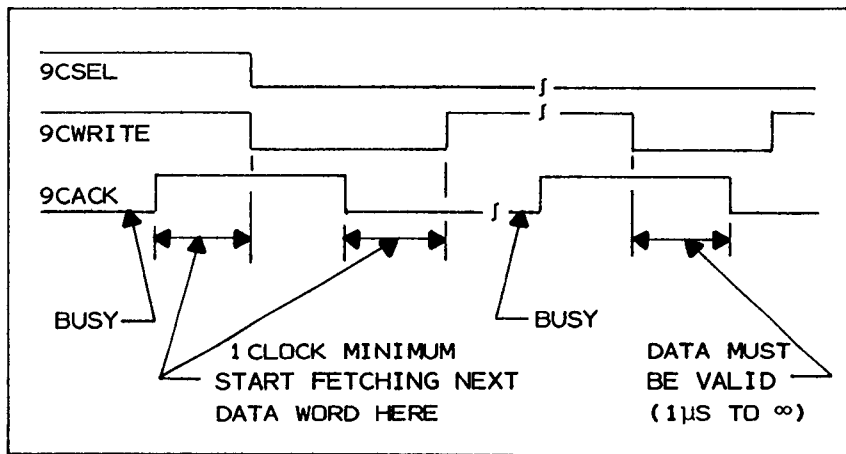 9CSEL
9CWRITE
9CACK
BUSY
BUSY
1 CLOCK MINIMUM
START FETCHING NEXT
DATA WORD HERE
DATA MUST
BE VALID
(1µS TO ∞)